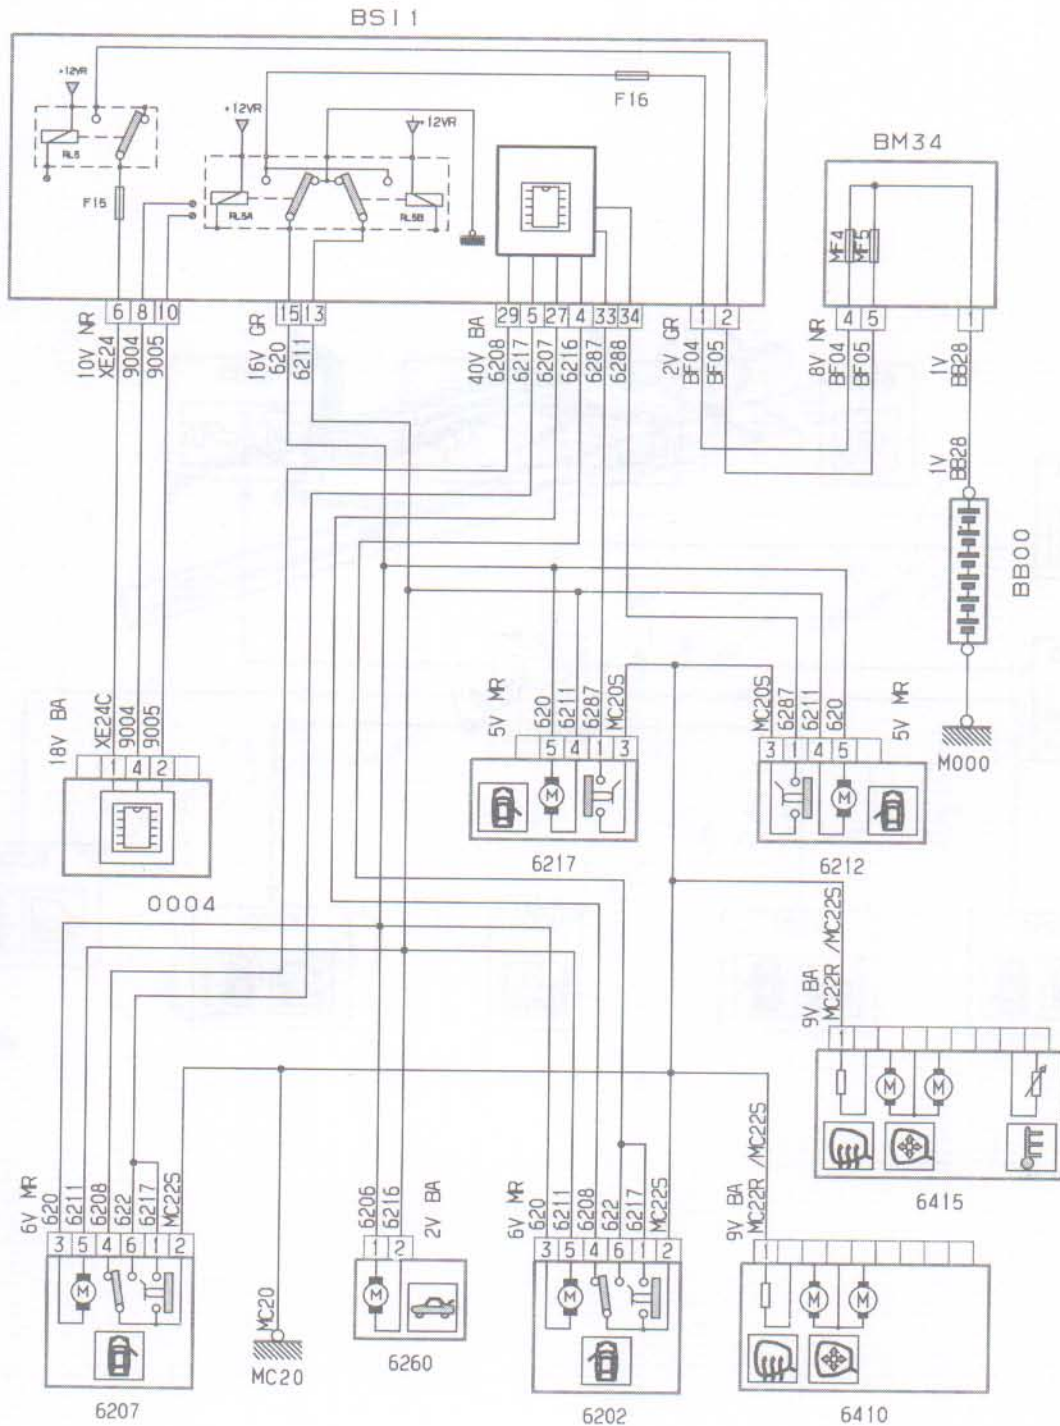 BSI1
+12VR
RL5
F15
+12VR
RL5A
+12VR
RL5B
F16
BM34
MF4
MF5
6 8 10
15 13
29 5 27 4 33 34
1 2
4 5
1
10V NR
XE24
9004
9005
16V GR
620
6211
40V BA
6208
6217
6207
6216
6287
6288
2V GR
BF04
BF05
8V NR
BF04
BF05
1V
BB28
1V
BB28
BB00
M000
18V BA
XE24C
9004
9005
1 4 2
0004
5V MR
620
6211
6287
MC20S
5 4 1 3
M
6217
MC20S
6287
6211
620
5V MR
3 1 4 5
M
6212
9V BA
MC22R /MC22S
1
M M
6415
6V MR
620
6211
6208
622
6217
MC22S
3 5 4 6 1 2
M
6207
MC20
MC20
6206
6216
2V BA
1 2
M
6260
6V MR
620
6211
6208
622
6217
MC22S
3 5 4 6 1 2
M
6202
9V BA
MC22R /MC22S
1
M M
6410